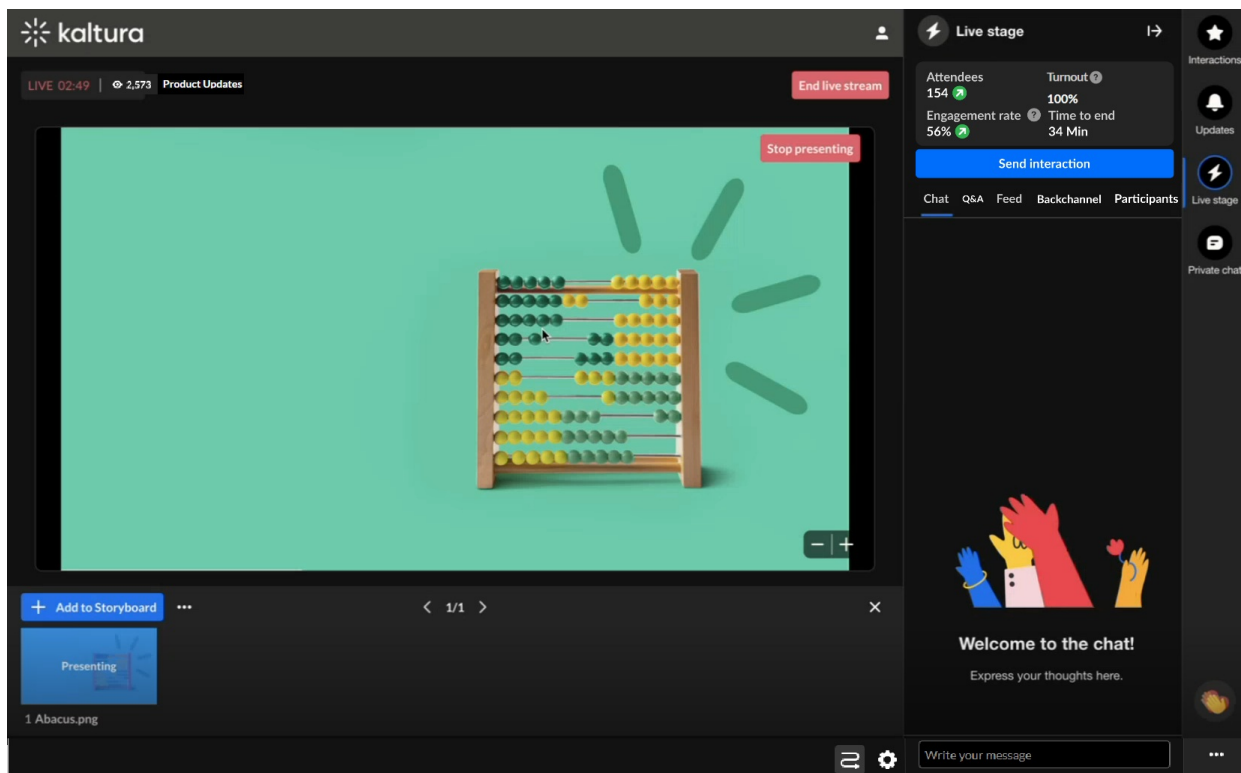 kaltura
LIVE 02:49 | 2,573 Product Updates
End live stream
Stop presenting
+ Add to Storyboard •••
< 1/1 >
Presenting
1 Abacus.png
Live stage
Attendees
154
Turnout ?
100%
Engagement rate ?
56%
Time to end
34 Min
Send interaction
Chat Q&A Feed Backchannel Participants
Welcome to the chat!
Express your thoughts here.
Write your message
Interactions
Updates
Live stage
Private chat